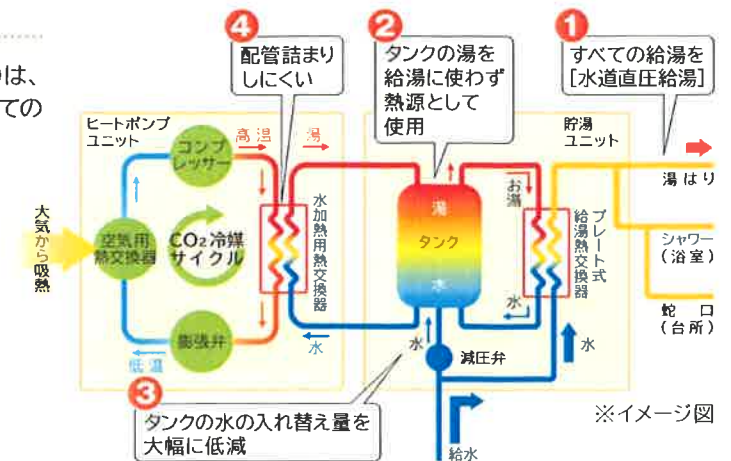 は、
ての
④
配管詰まり
しにくい
②
タンクの湯を
給湯に使わず
熱源として
使用
①
すべての給湯を
[水道直圧給湯]
ヒートポンプ
ユニット
貯湯
ユニット
コンプ
レッサー
高温
湯
大気から吸熱
空気用
熱交換器
CO2冷媒
サイクル
膨張弁
低温
水加熱用熱交換器
水
湯
タンク
水
お湯
水
プレート式
給湯熱交換器
湯はり
シャワー
(浴室)
蛇口
(台所)
水
減圧弁
水
③
タンクの水の入れ替え量を
大幅に低減
給水
※イメージ図